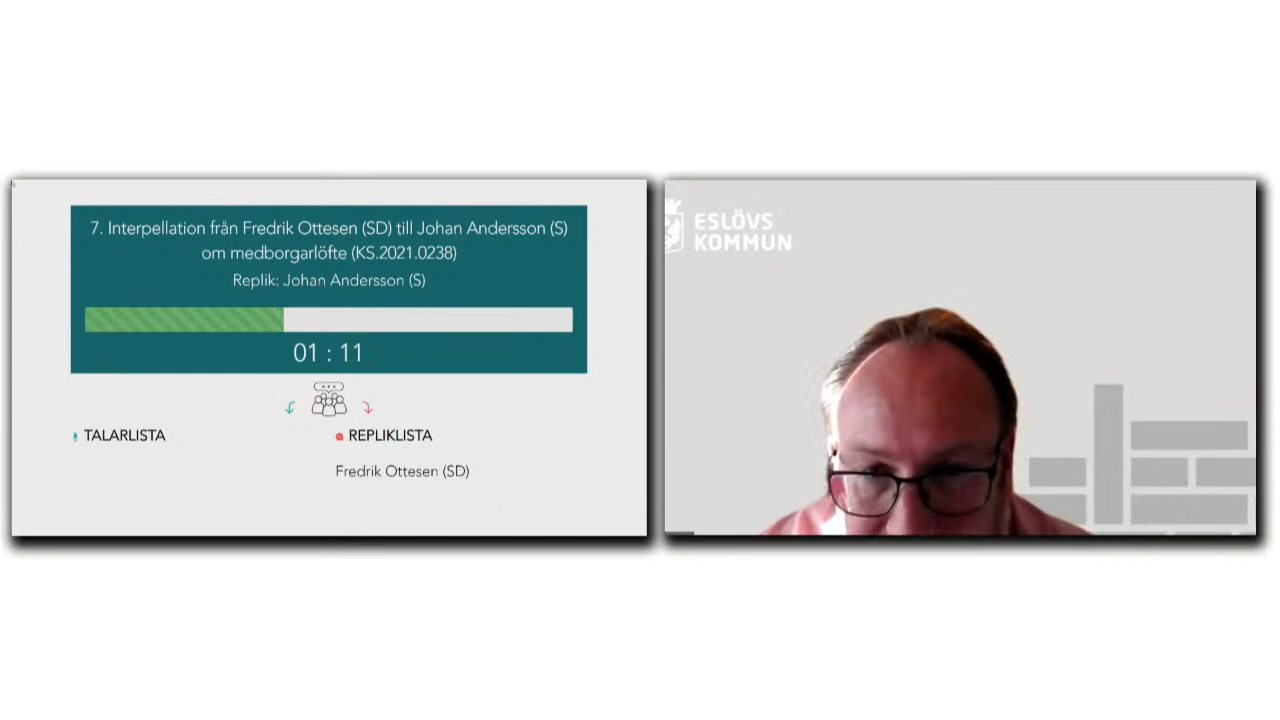 7. Interpellation från Fredrik Ottesen (SD) till Johan Andersson (S)
om medborgarlöfte (KS.2021.0238)
Replik: Johan Andersson (S)
01 : 11
TALARLISTA
REPLIKLISTA
Fredrik Ottesen (SD)
ESLÖVS
KOMMUN